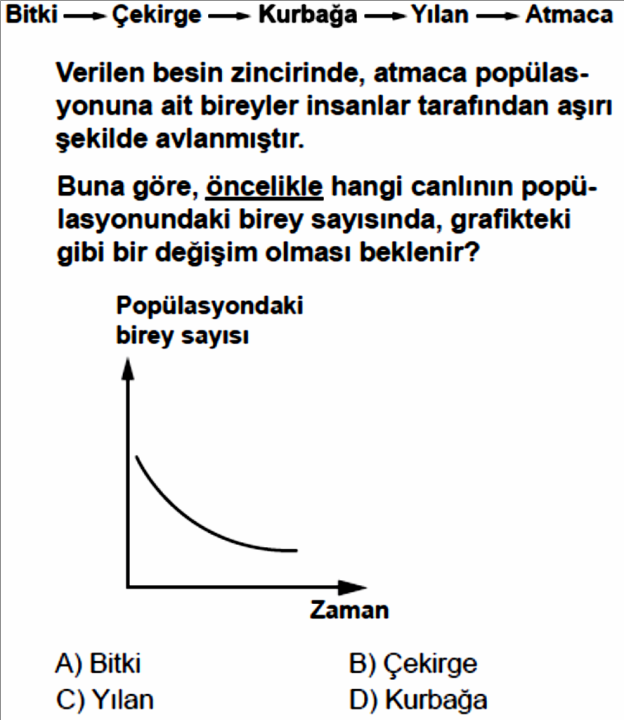 Bitki → Çekirge → Kurbağa → Yılan → Atmaca
Verilen besin zincirinde, atmaca popülas-
yonuna ait bireyler insanlar tarafından aşırı
şekilde avlanmıştır.
Buna göre, öncelikle hangi canlının popü-
lasyonundaki birey sayısında, grafikteki
gibi bir değişim olması beklenir?
Popülasyondaki
birey sayısı
Zaman
A) Bitki B) Çekirge
C) Yılan D) Kurbağa